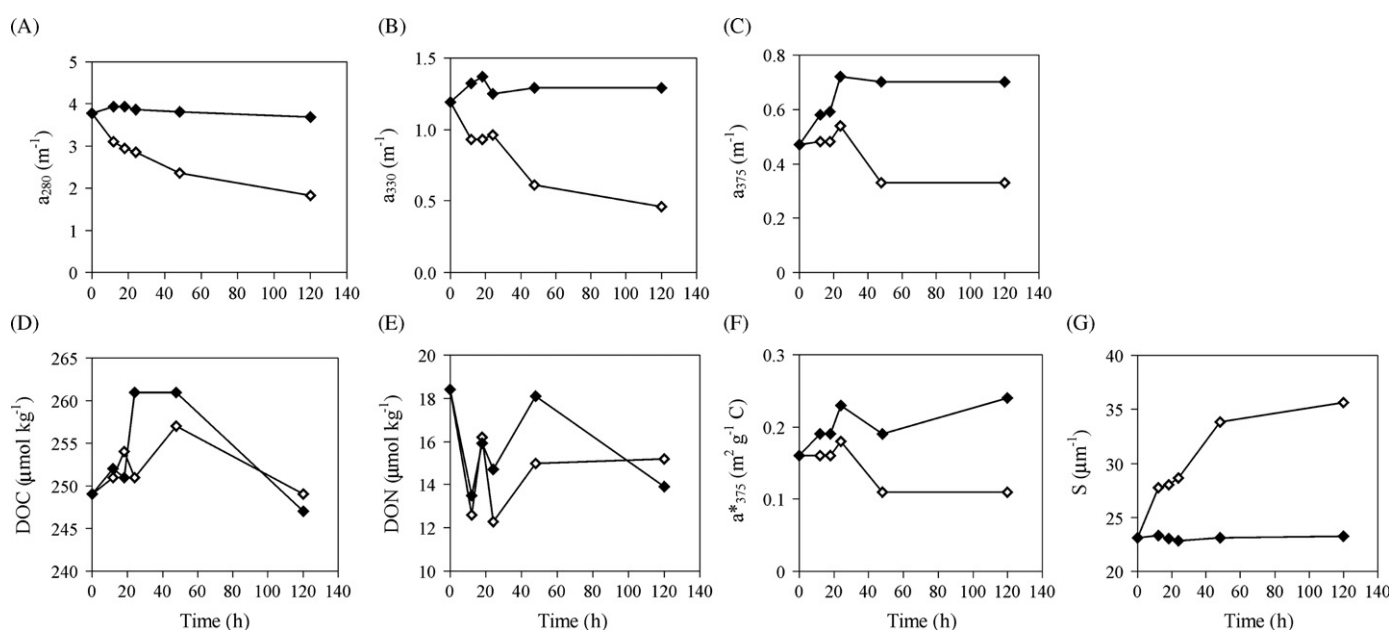 (A)
a₂₈₀ (m⁻¹)
5
4
3
2
1
0
0 20 40 60 80 100 120 140
(B)
a₃₃₀ (m⁻¹)
1.5
1.0
0.5
0.0
0 20 40 60 80 100 120 140
(C)
a₃₇₅ (m⁻¹)
0.8
0.6
0.4
0.2
0
0 20 40 60 80 100 120 140
(D)
DOC (μmol kg⁻¹)
265
260
255
250
245
240
0 20 40 60 80 100 120 140
Time (h)
(E)
DON (μmol kg⁻¹)
20
18
16
14
12
10
0 20 40 60 80 100 120 140
Time (h)
(F)
a*₃₇₅ (m² g⁻¹ C)
0.3
0.2
0.1
0.0
0 20 40 60 80 100 120 140
Time (h)
(G)
S (μm⁻¹)
40
35
30
25
20
0 20 40 60 80 100 120 140
Time (h)